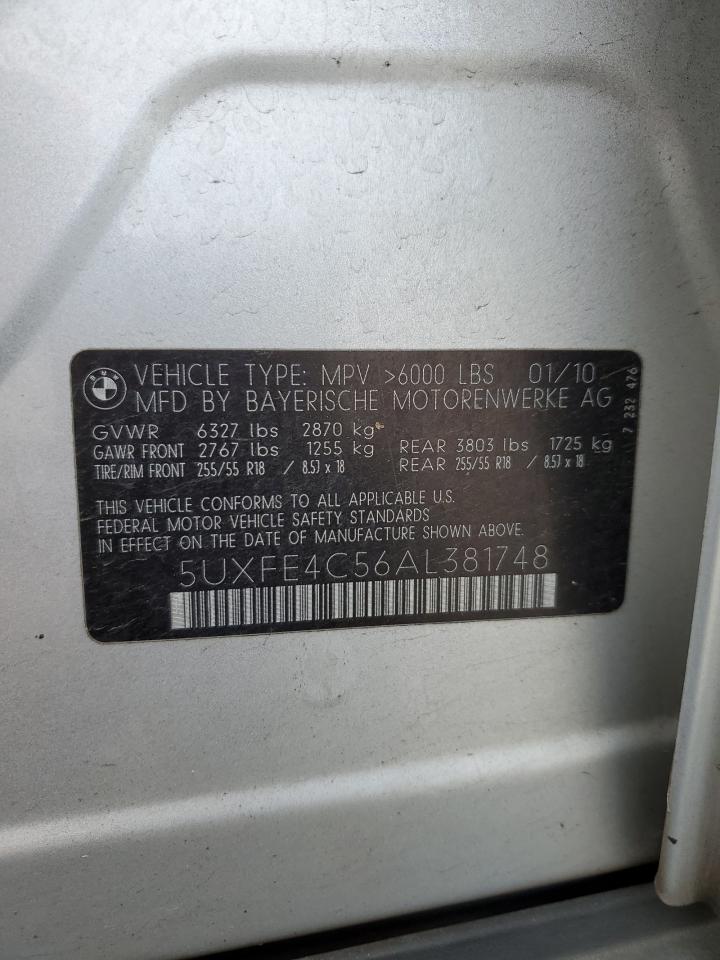 BMW
VEHICLE TYPE: MPV >6000 LBS 01/10
MFD BY BAYERISCHE MOTORENWERKE AG
7 232 476
GVWR 6327 lbs 2870 kg
GAWR FRONT 2767 lbs 1255 kg REAR 3803 lbs 1725 kg
TIRE/RIM FRONT 255/55 R18 / 8.5J x 18 REAR 255/55 R18 / 8.5J x 18
THIS VEHICLE CONFORMS TO ALL APPLICABLE U.S.
FEDERAL MOTOR VEHICLE SAFETY STANDARDS
IN EFFECT ON THE DATE OF MANUFACTURE SHOWN ABOVE.
5UXFE4C56AL381748